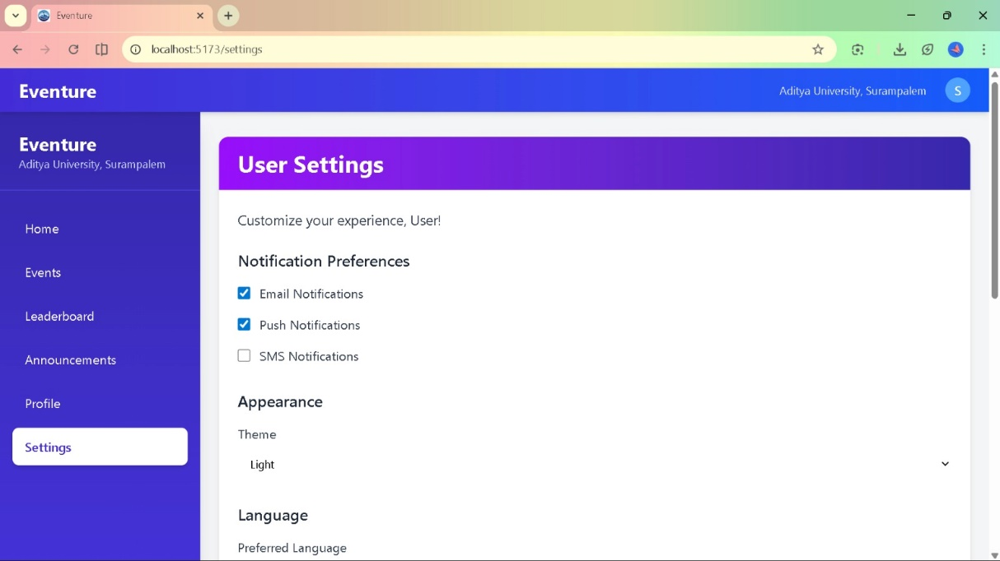 Eventure
localhost:5173/settings
Eventure
Aditya University, Surampalem
S
Eventure
Aditya University, Surampalem
Home
Events
Leaderboard
Announcements
Profile
Settings
User Settings
Customize your experience, User!
Notification Preferences
Email Notifications
Push Notifications
SMS Notifications
Appearance
Theme
Light
Language
Preferred Language